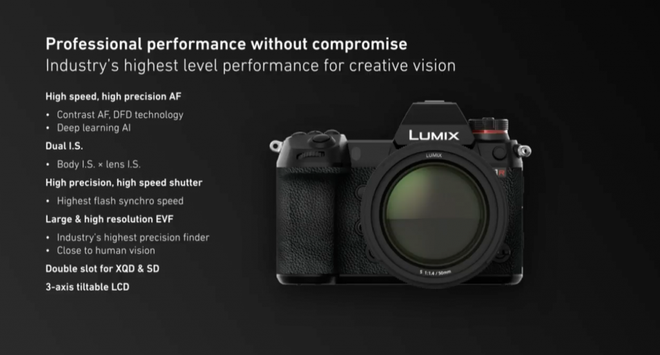 Professional performance without compromise
Industry's highest level performance for creative vision
High speed, high precision AF
• Contrast AF, DFD technology
• Deep learning AI
Dual I.S.
• Body I.S. × lens I.S.
High precision, high speed shutter
• Highest flash synchro speed
Large & high resolution EVF
• Industry's highest precision finder
• Close to human vision
Double slot for XQD & SD
3-axis tiltable LCD
LUMIX
LUMIX